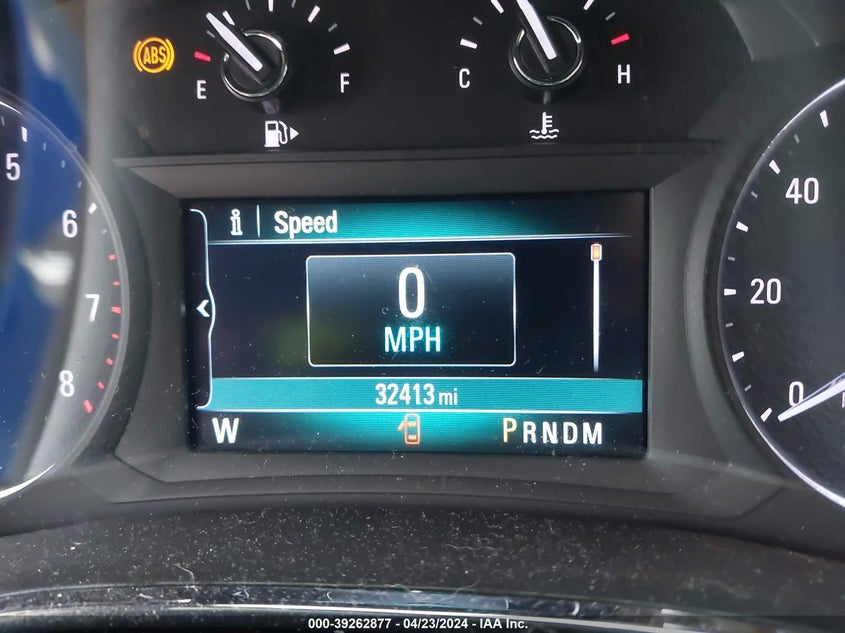 ABS
E F
C H
5
6
7
8
i | Speed
0
MPH
32413 mi
W PRNDM
40
20
0
000-39262877 - 04/23/2024 - IAA Inc.